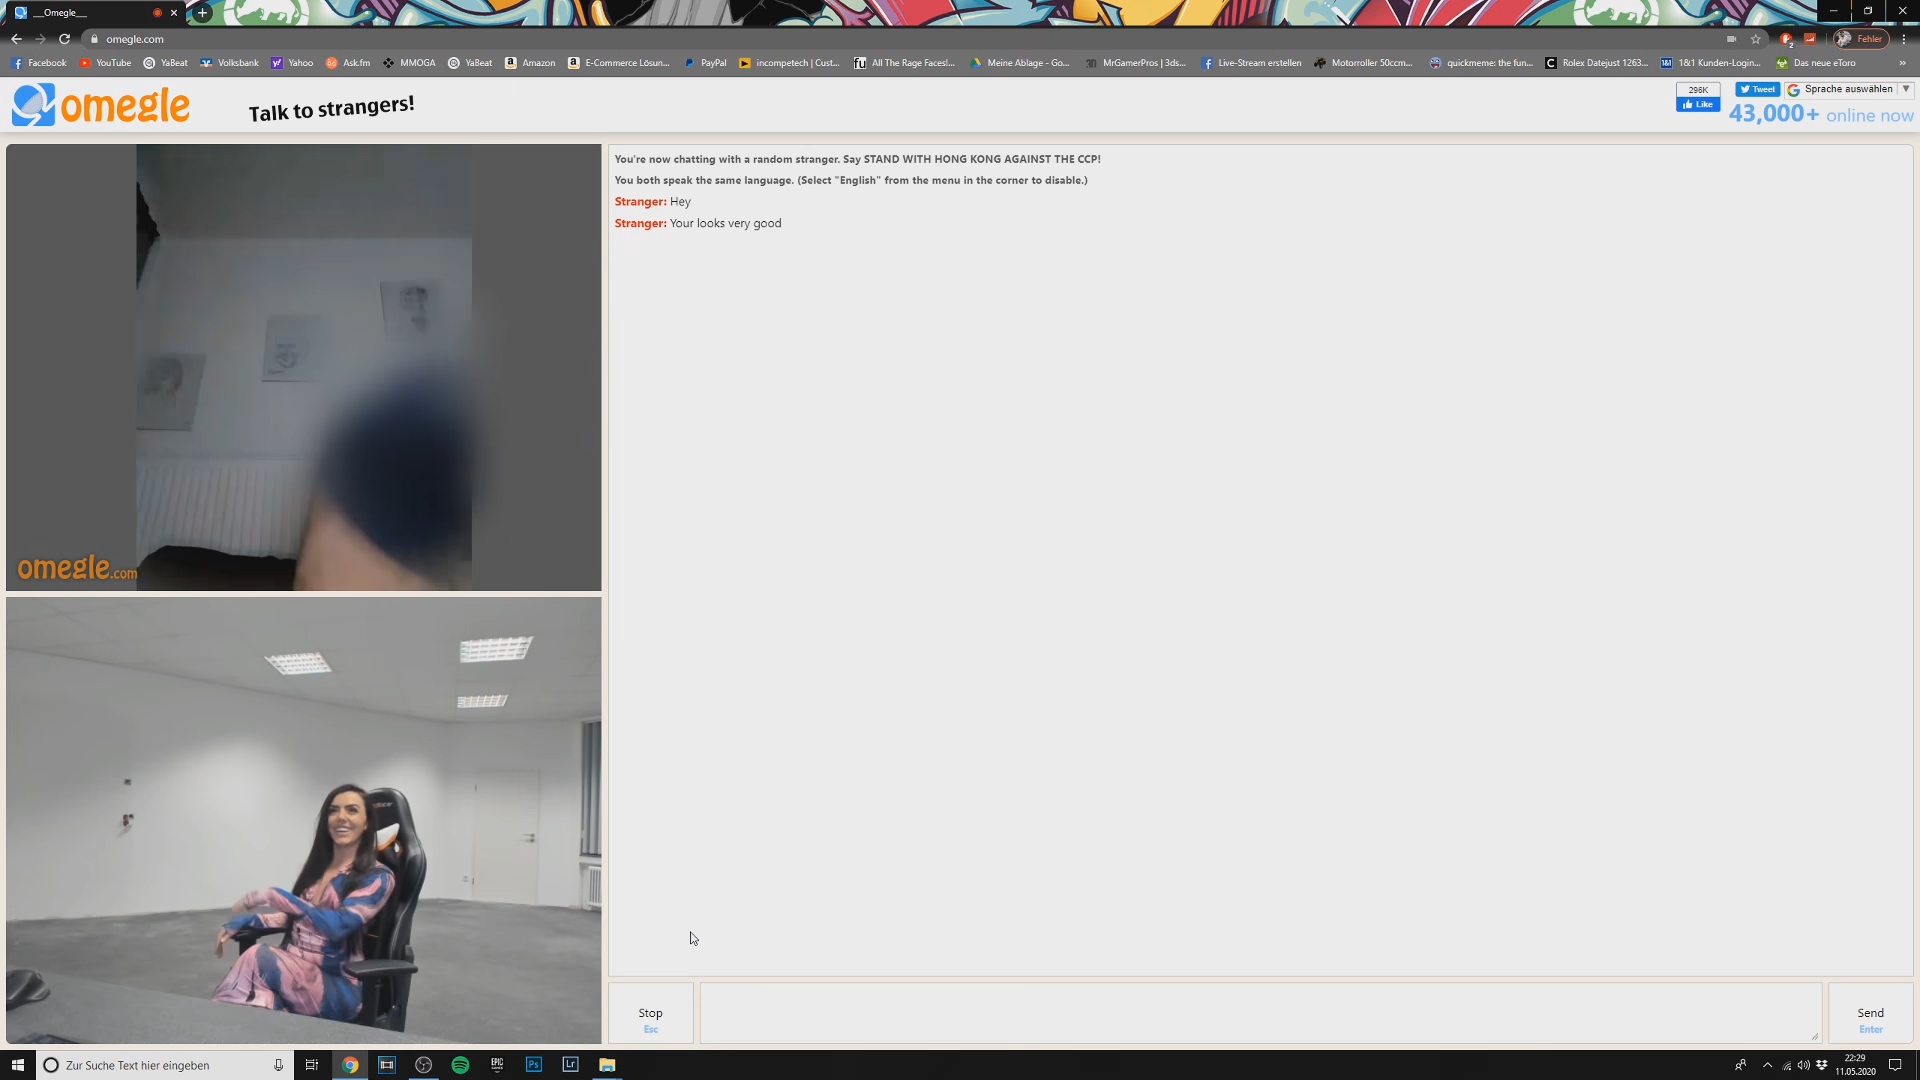 __Omegle__
omegle.com
Fehler
Facebook YouTube YaBeat Volksbank Yahoo Ask.fm MMOGA YaBeat Amazon E-Commerce Lösun... PayPal incompetech | Cust... All The Rage Faces!... Meine Ablage - Go... MrGamerPros | 3ds... Live-Stream erstellen Motorroller 50ccm... quickmeme: the fun... Rolex Datejust 1263... 1&1 Kunden-Login... Das neue eToro »
omegle
Talk to strangers!
296K
Like
Tweet
Sprache auswählen
43,000+ online now
You're now chatting with a random stranger. Say STAND WITH HONG KONG AGAINST THE CCP!
You both speak the same language. (Select "English" from the menu in the corner to disable.)
Stranger: Hey
Stranger: Your looks very good
omegle.com
Stop
Esc
Send
Enter
Zur Suche Text hier eingeben
EPIC
Ps
Lr
22:29
11.05.2020